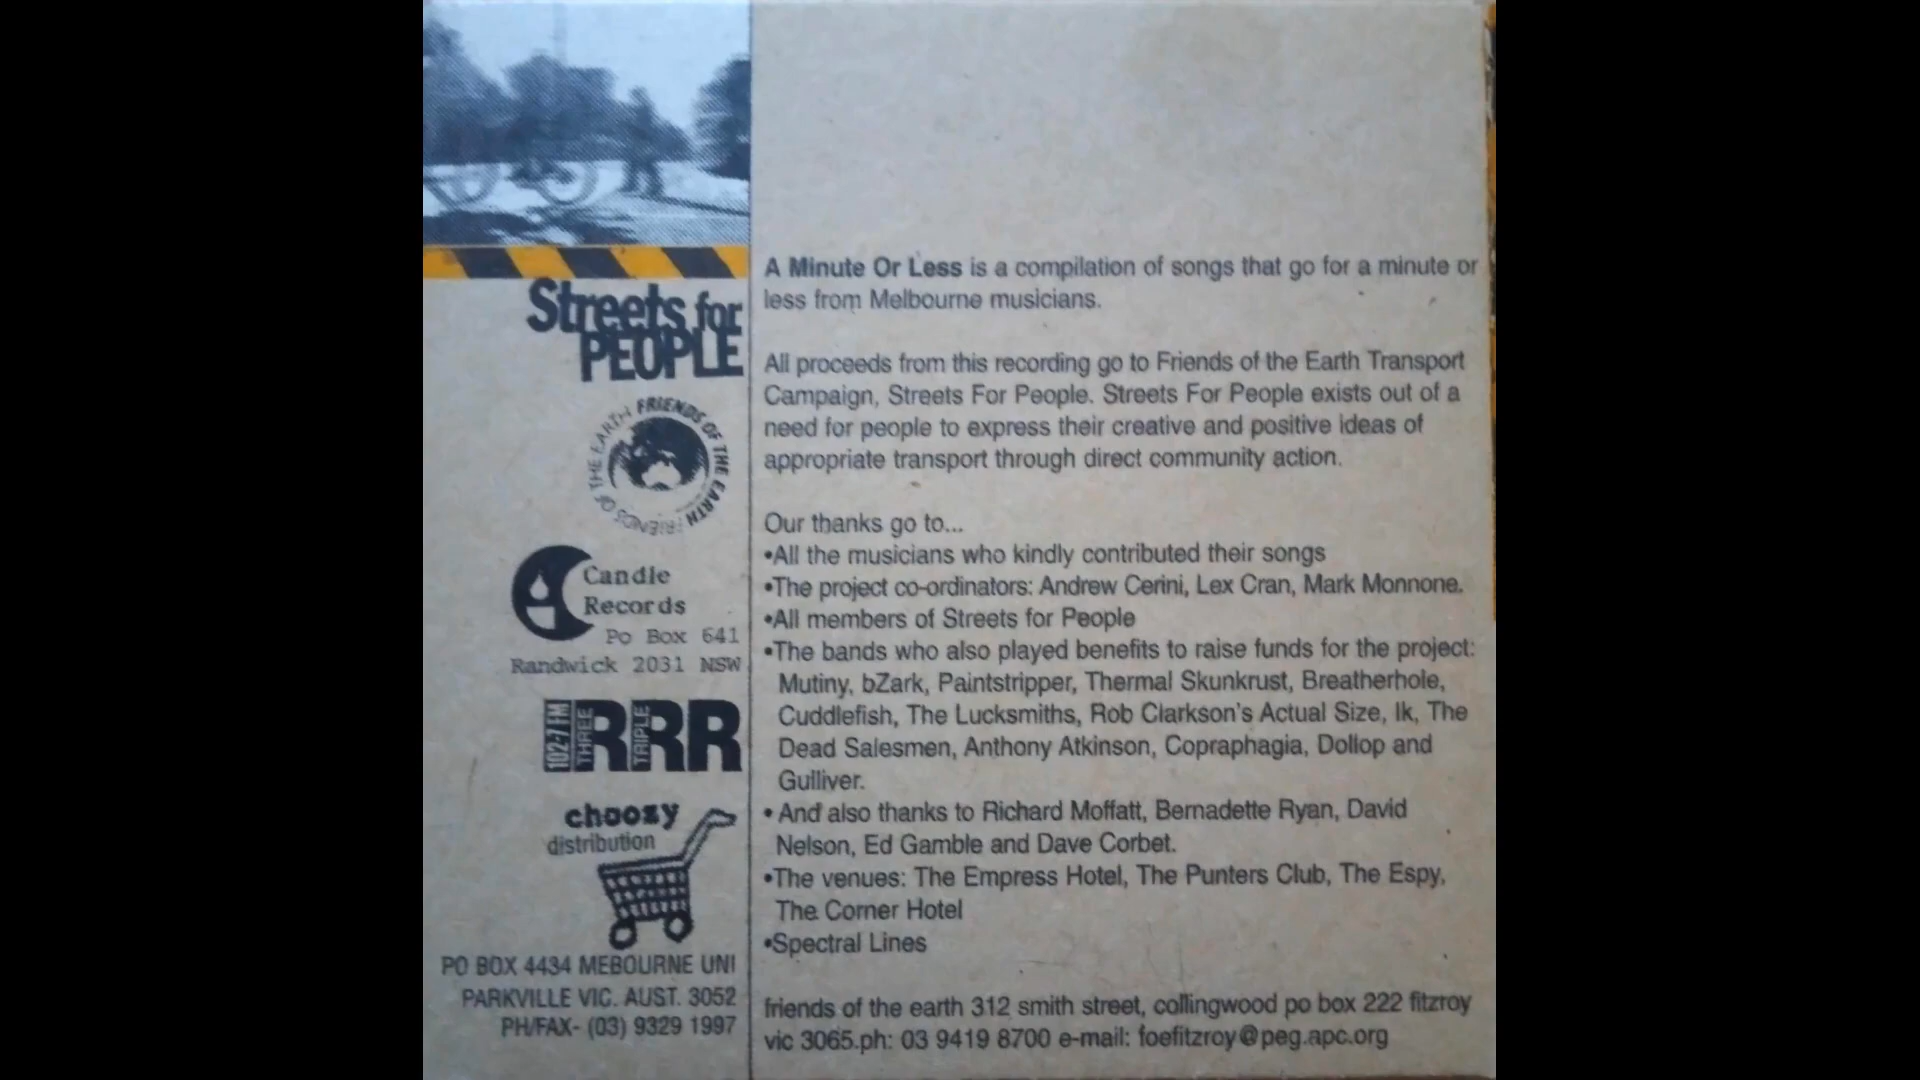 Streets for
PEOPLE
FRIENDS OF THE EARTH FRIENDS OF THE EARTH
Candle
Records
Po Box 641
Randwick 2031 NSW
102·7 FM THREE RRR TRIPLE
choozy
distribution
PO BOX 4434 MEBOURNE UNI
PARKVILLE VIC. AUST. 3052
PH/FAX- (03) 9329 1997
A Minute Or Less is a compilation of songs that go for a minute or
less from Melbourne musicians.
All proceeds from this recording go to Friends of the Earth Transport
Campaign, Streets For People. Streets For People exists out of a
need for people to express their creative and positive ideas of
appropriate transport through direct community action.
Our thanks go to...
•All the musicians who kindly contributed their songs
•The project co-ordinators: Andrew Cerini, Lex Cran, Mark Monnone.
•All members of Streets for People
•The bands who also played benefits to raise funds for the project:
Mutiny, bZark, Paintstripper, Thermal Skunkrust, Breatherhole,
Cuddlefish, The Lucksmiths, Rob Clarkson's Actual Size, Ik, The
Dead Salesmen, Anthony Atkinson, Copraphagia, Dollop and
Gulliver.
• And also thanks to Richard Moffatt, Bernadette Ryan, David
Nelson, Ed Gamble and Dave Corbet.
•The venues: The Empress Hotel, The Punters Club, The Espy,
The Corner Hotel
•Spectral Lines
friends of the earth 312 smith street, collingwood po box 222 fitzroy
vic 3065.ph: 03 9419 8700 e-mail: foefitzroy@peg.apc.org